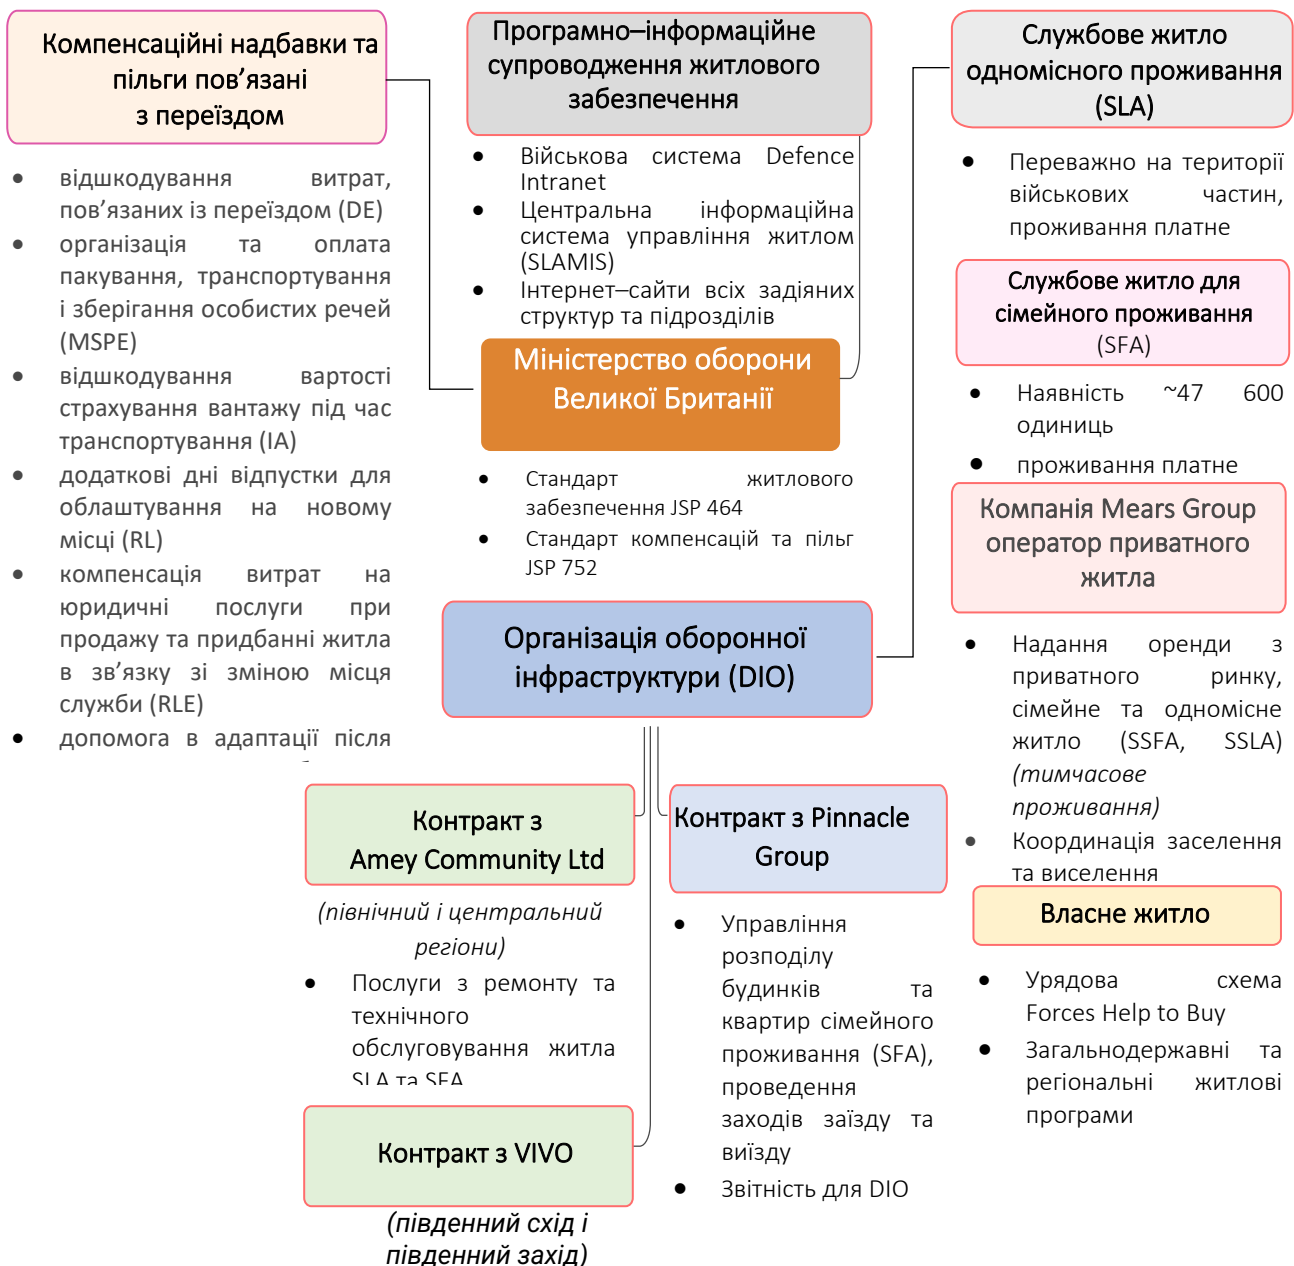 Компенсаційні надбавки та
пільги пов’язані
з переїздом
відшкодування витрат,
пов’язаних із переїздом (DE)
організація та оплата
пакування, транспортування
і зберігання особистих речей
(MSPE)
відшкодування вартості
страхування вантажу під час
транспортування (IA)
додаткові дні відпустки для
облаштування на новому
місці (RL)
компенсація витрат на
юридичні послуги при
продажу та придбанні житла
в зв’язку зі зміною місця
служби (RLE)
допомога в адаптації після
Програмно–інформаційне
супроводження житлового
забезпечення
Військова система Defence
Intranet
Центральна інформаційна
система управління житлом
(SLAMIS)
Інтернет–сайти всіх задіяних
структур та підрозділів
Міністерство оборони
Великої Британії
Стандарт житлового
забезпечення JSP 464
Стандарт компенсацій та пільг
JSP 752
Організація оборонної
інфраструктури (DIO)
Контракт з
Amey Community Ltd
(північний і центральний
регіони)
Послуги з ремонту та
технічного
обслуговування житла
SLA та SFA
Контракт з VIVO
(південний схід і
південний захід)
Контракт з Pinnacle
Group
Управління
розподілу
будинків та
квартир сімейного
проживання (SFA),
проведення
заходів заїзду та
виїзду
Звітність для DIO
Службове житло
одномісного проживання
(SLA)
Переважно на території
військових частин,
проживання платне
Службове житло для
сімейного проживання
(SFA)
Наявність ~47 600
одиниць
проживання платне
Компанія Mears Group
оператор приватного
житла
Надання оренди з
приватного ринку,
сімейне та одномісне
житло (SSFA, SSLA)
(тимчасове
проживання)
Координація заселення
та виселення
Власне житло
Урядова схема
Forces Help to Buy
Загальнодержавні та
регіональні житлові
програми